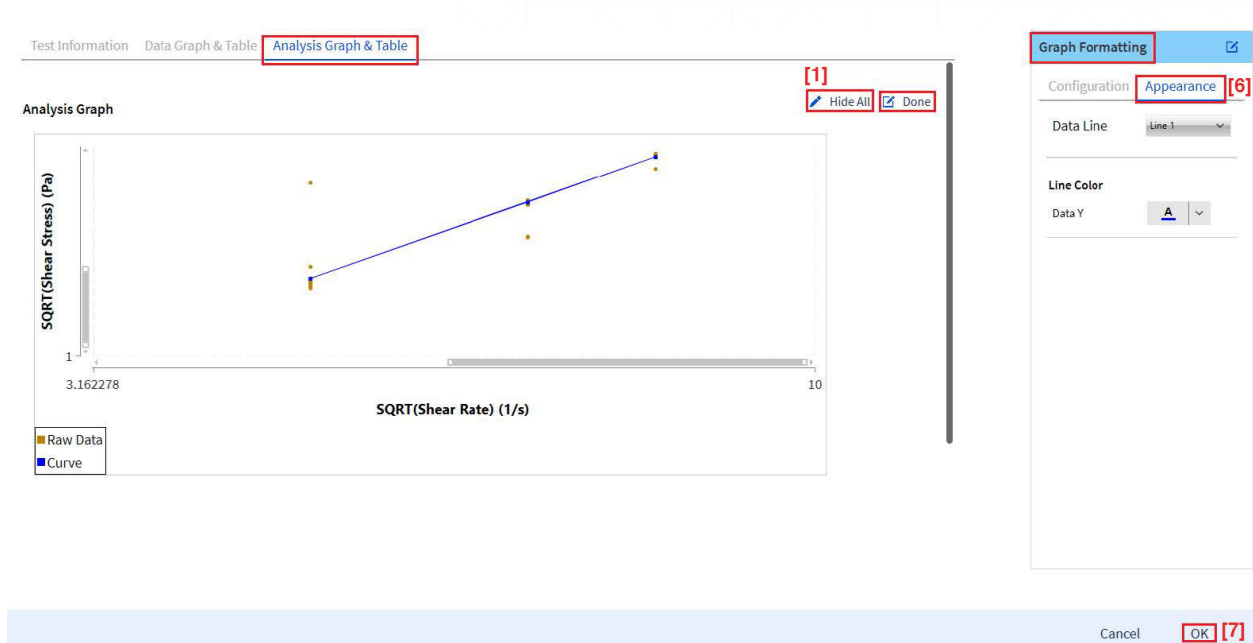 Test Information Data Graph & Table Analysis Graph & Table
[1]
Analysis Graph
Hide All Done
SQRT(Shear Stress) (Pa)
1
3.162278
10
SQRT(Shear Rate) (1/s)
Raw Data
Curve
Graph Formatting
Configuration Appearance [6]
Data Line Line 1
Line Color
Data Y A
Cancel OK [7]